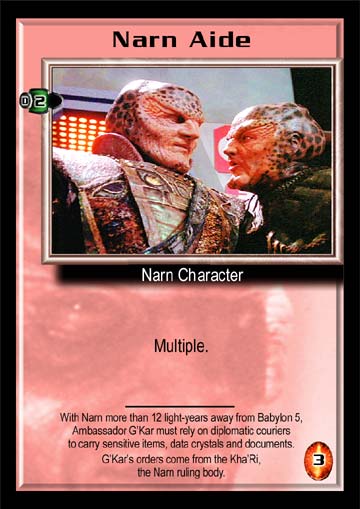 Narn Aide
D 2
Narn Character
Multiple.
With Narn more than 12 light-years away from Babylon 5,
Ambassador G'Kar must rely on diplomatic couriers
to carry sensitive items, data crystals and documents.
G'Kar's orders come from the Kha'Ri,
the Narn ruling body.
3